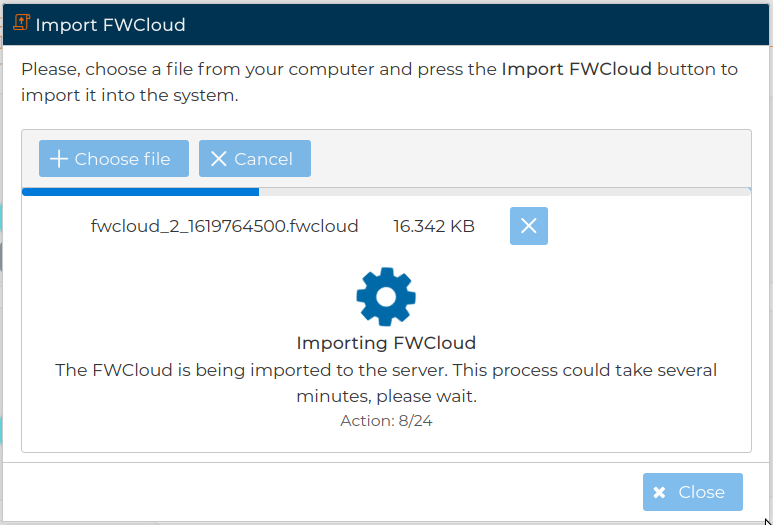 Import FWCloud
Please, choose a file from your computer and press the Import FWCloud button to
import it into the system.
Choose file
Cancel
fwcloud_2_1619764500.fwcloud 16.342 KB
Importing FWCloud
The FWCloud is being imported to the server. This process could take several
minutes, please wait.
Action: 8/24
Close